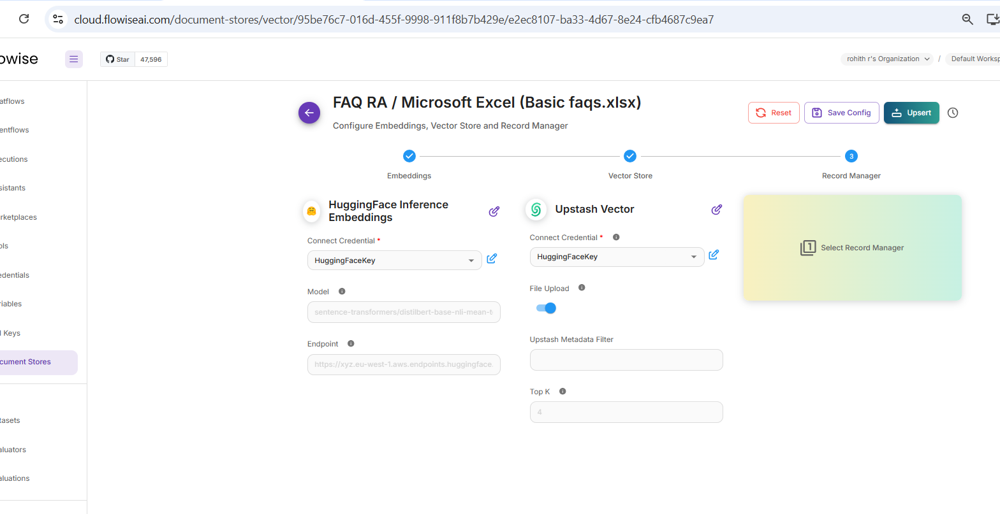 cloud.flowiseai.com/document-stores/vector/95be76c7-016d-455f-9998-911f8b7b429e/e2ec8107-ba33-4d67-8e24-cfb4687c9ea7
owise
Star 47,596
rohith r's Organization / Default Worksp
atflows
entflows
ecutions
sistants
rketplaces
ols
edentials
riables
I Keys
cument Stores
tasets
aluators
aluations
FAQ RA / Microsoft Excel (Basic faqs.xlsx)
Configure Embeddings, Vector Store and Record Manager
Reset
Save Config
Upsert
Embeddings
Vector Store
3
Record Manager
HuggingFace Inference
Embeddings
Connect Credential *
HuggingFaceKey
Model
sentence-transformers/distilbert-base-nli-mean-t
Endpoint
https://xyz.eu-west-1.aws.endpoints.huggingface.
Upstash Vector
Connect Credential *
HuggingFaceKey
File Upload
Upstash Metadata Filter
Top K
4
1
Select Record Manager